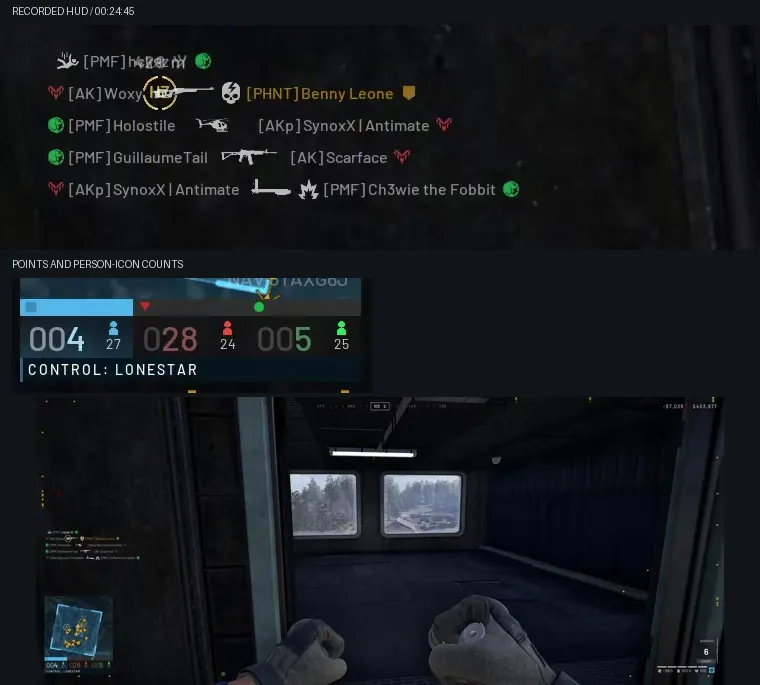 RECORDED HUD / 00:24:45
[PMF]
[AK] Woxy [PHNT] Benny Leone
[PMF] Holostile [AKp] SynoxX | Antimate
[PMF] GuillaumeTail [AK] Scarface
[AKp] SynoxX | Antimate [PMF] Ch3wie the Fobbit
POINTS AND PERSON-ICON COUNTS
004 27 028 24 005 25
CONTROL: LONESTAR
6